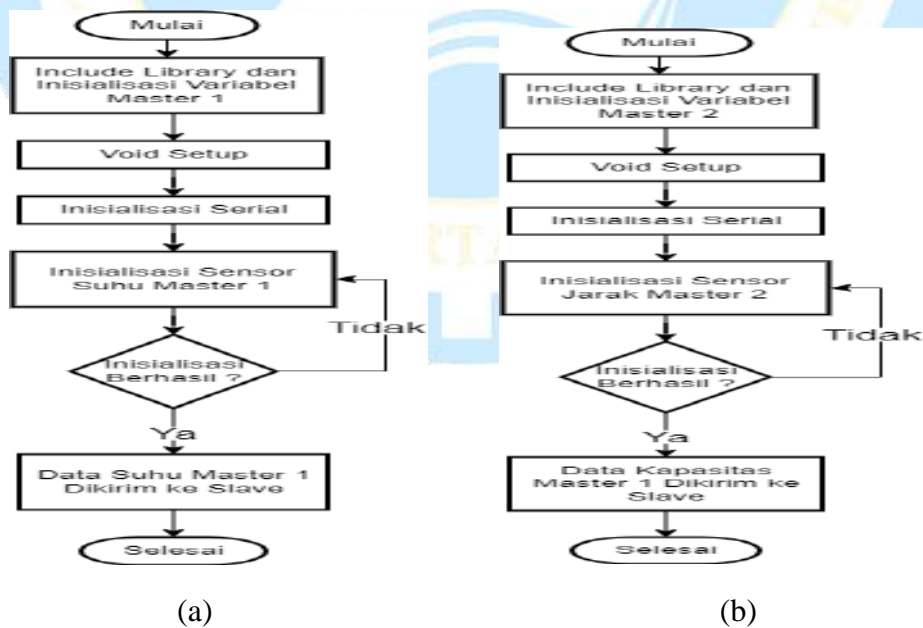 Mulai
Include Library dan
Inisialisasi Variabel
Master 1
Void Setup
Inisialisasi Serial
Inisialisasi Sensor
Suhu Master 1
Tidak
Inisialisasi
Berhasil ?
Ya
Data Suhu Master 1
Dikirim ke Slave
Selesai
(a)
Mulai
Include Library dan
Inisialisasi Variabel
Master 2
Void Setup
Inisialisasi Serial
Inisialisasi Sensor
Jarak Master 2
Tidak
Inisialisasi
Berhasil ?
Ya
Data Kapasitas
Master 1 Dikirim ke
Slave
Selesai
(b)